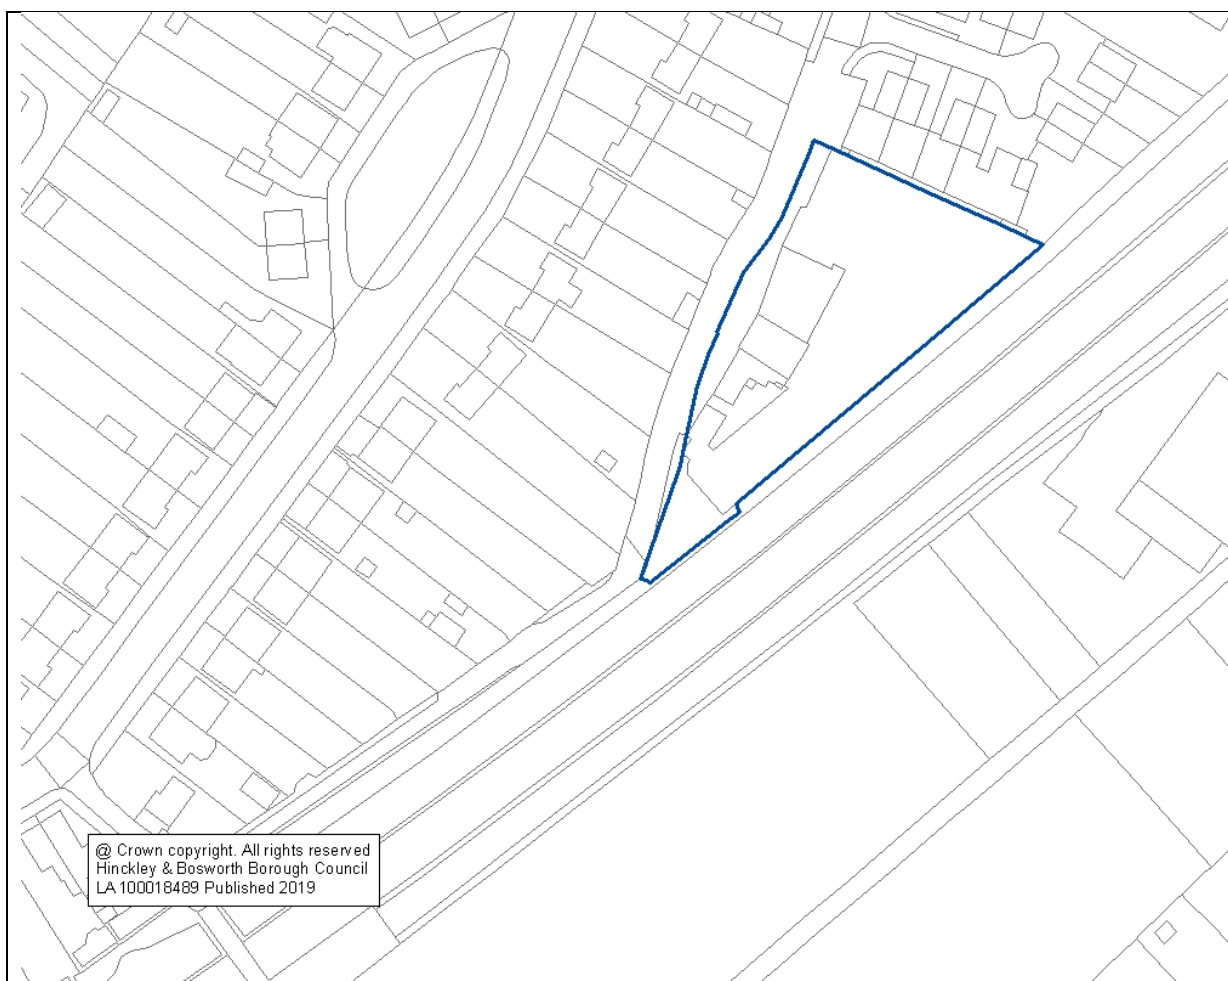 @ Crown copyright. All rights reserved
Hinckley & Bosworth Borough Council
LA 100018489 Published 2019